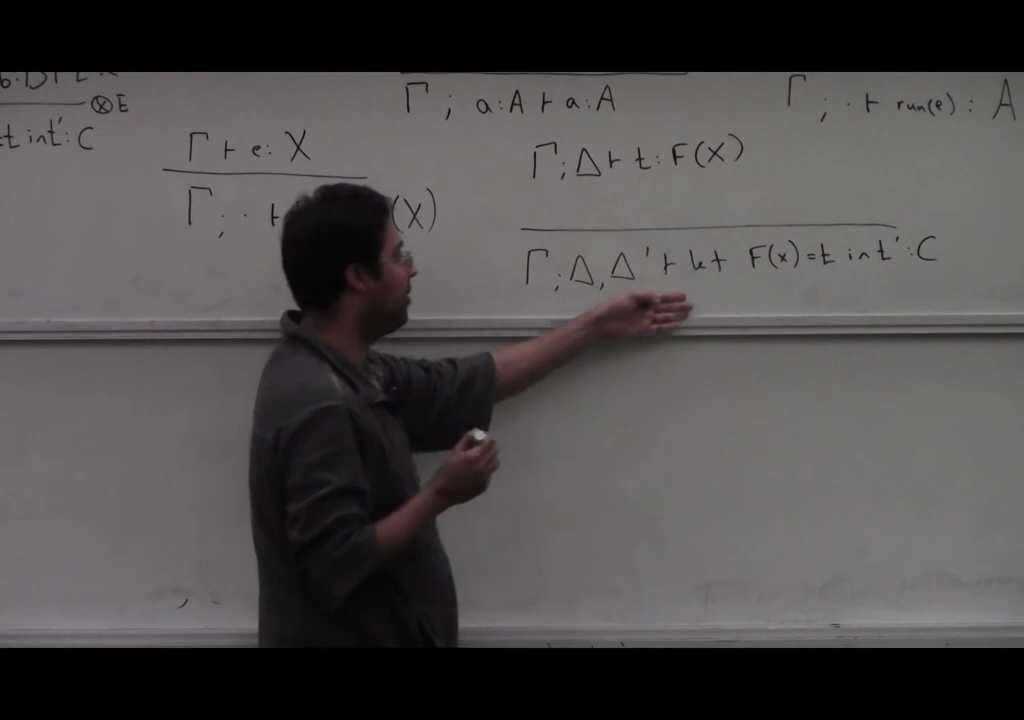 ⊗E
t in t' : C
Γ ⊢ e : X
Γ ; · ⊢ (X)
Γ ; a : A ⊢ a : A
Γ ; Δ ⊢ t : F(X)
Γ ; Δ, Δ' ⊢ let F(x) = t in t' : C
Γ ; · ⊢ run(e) : A